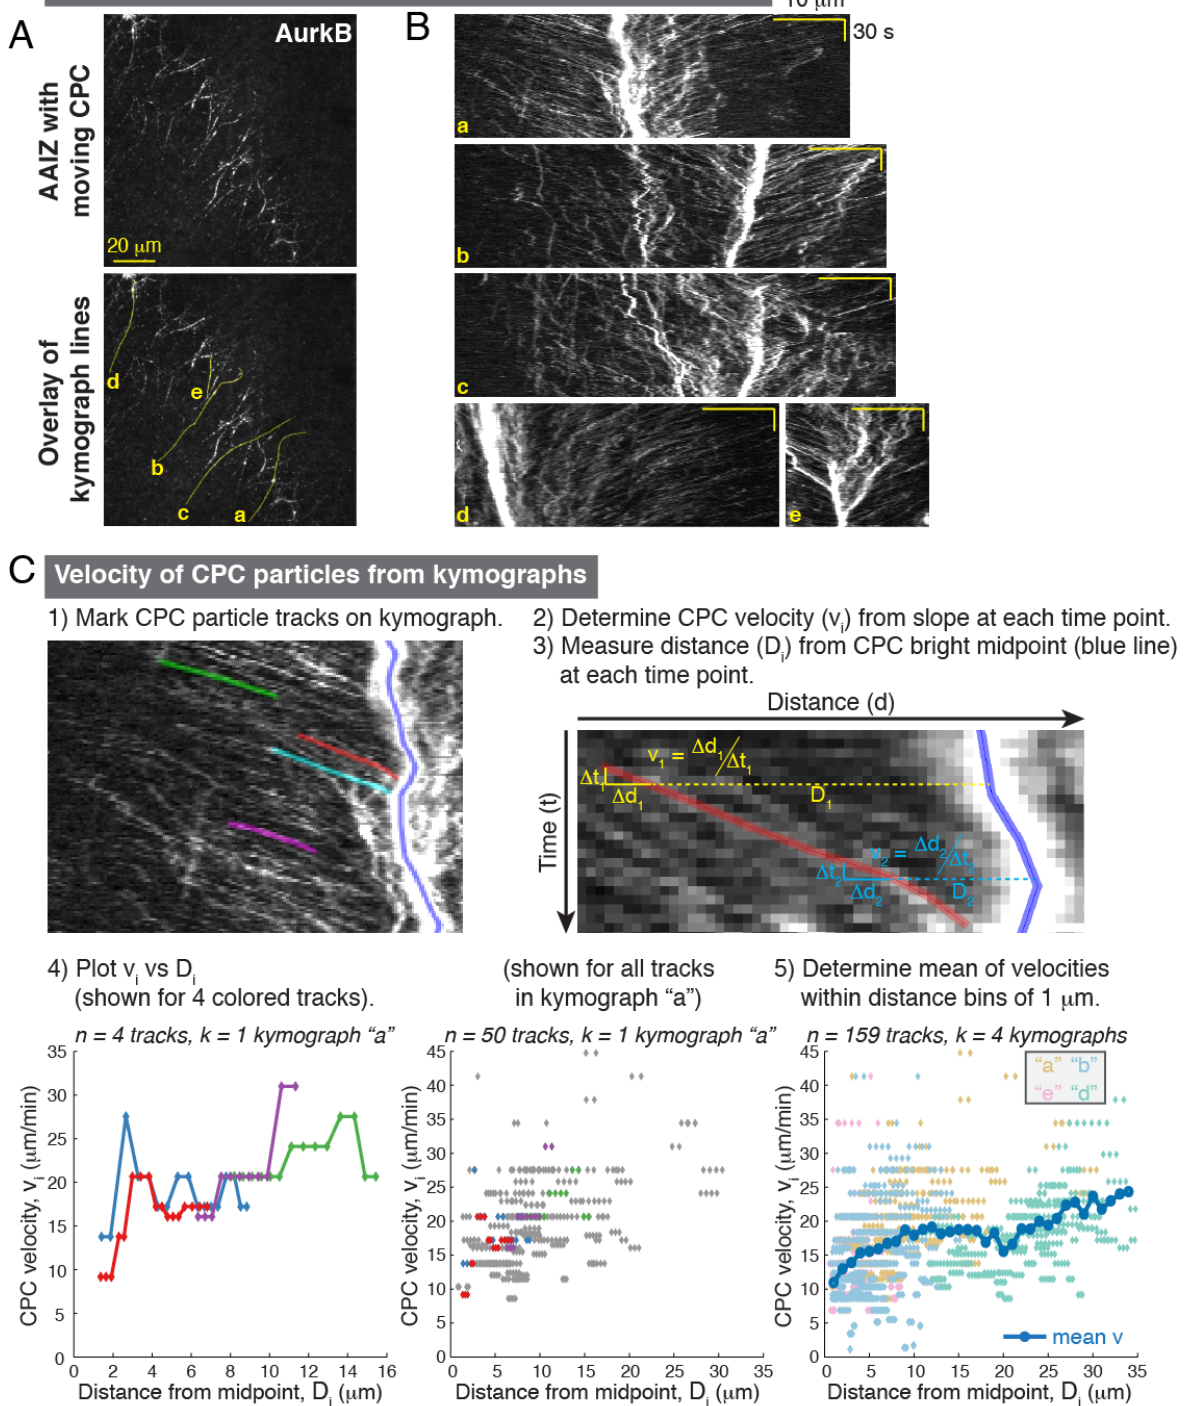 10 μm
A
B
AAIZ with
moving CPC
AurkB
20 μm
30 s
a
b
c
d
e
Overlay of
kymograph lines
d
e
b
c
a
C
Velocity of CPC particles from kymographs
1) Mark CPC particle tracks on kymograph.
2) Determine CPC velocity (vi) from slope at each time point.
3) Measure distance (Di) from CPC bright midpoint (blue line)
at each time point.
Distance (d)
Time (t)
v1 = Δd1/Δt1
Δt1
Δd1
D1
v2 = Δd2/Δt2
Δt2
Δd2
D2
4) Plot vi vs Di
(shown for 4 colored tracks).
(shown for all tracks
in kymograph “a”)
5) Determine mean of velocities
within distance bins of 1 μm.
n = 4 tracks, k = 1 kymograph “a”
35
30
25
20
15
10
5
0
CPC velocity, vi (μm/min)
0 2 4 6 8 10 12 14 16
Distance from midpoint, Di (μm)
n = 50 tracks, k = 1 kymograph “a”
45
40
35
30
25
20
15
10
5
0
CPC velocity, vi (μm/min)
0 5 10 15 20 25 30 35
Distance from midpoint, Di (μm)
n = 159 tracks, k = 4 kymographs
“a” “b”
“e” “d”
45
40
35
30
25
20
15
10
5
0
CPC velocity, vi (μm/min)
mean v
0 5 10 15 20 25 30 35
Distance from midpoint, Di (μm)